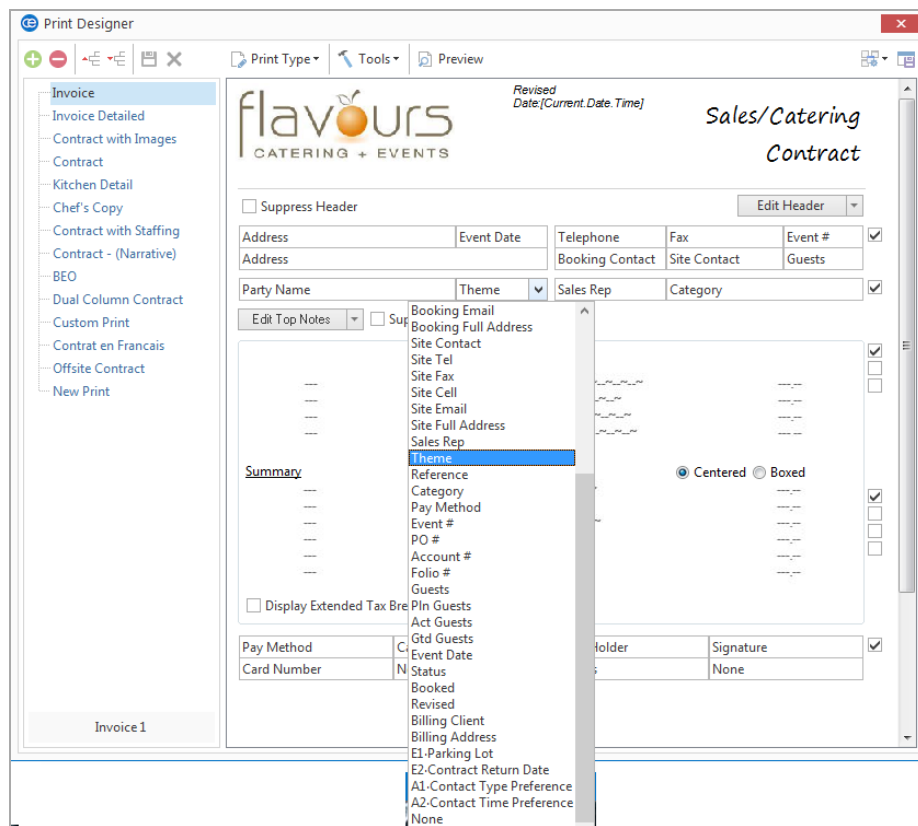 Print Designer
Print Type Tools Preview
Invoice
Invoice Detailed
Contract with Images
Contract
Kitchen Detail
Chef's Copy
Contract with Staffing
Contract - (Narrative)
BEO
Dual Column Contract
Custom Print
Contrat en Francais
Offsite Contract
New Print
Invoice 1
flavours
CATERING + EVENTS
Revised
Date:[Current.Date.Time]
Sales/Catering
Contract
Suppress Header
Edit Header
Address Event Date Telephone Fax Event #
Address Booking Contact Site Contact Guests
Party Name Theme Sales Rep Category
Edit Top Notes
Summary
Centered Boxed
Display Extended Tax
Pay Method Signature
Card Number None
Booking Email
Booking Full Address
Site Contact
Site Tel
Site Fax
Site Cell
Site Email
Site Full Address
Sales Rep
Theme
Reference
Category
Pay Method
Event #
PO #
Account #
Folio #
Guests
Pln Guests
Act Guests
Gtd Guests
Event Date
Status
Booked
Revised
Billing Client
Billing Address
E1-Parking Lot
E2-Contract Return Date
A1-Contact Type Preference
A2-Contact Time Preference
None